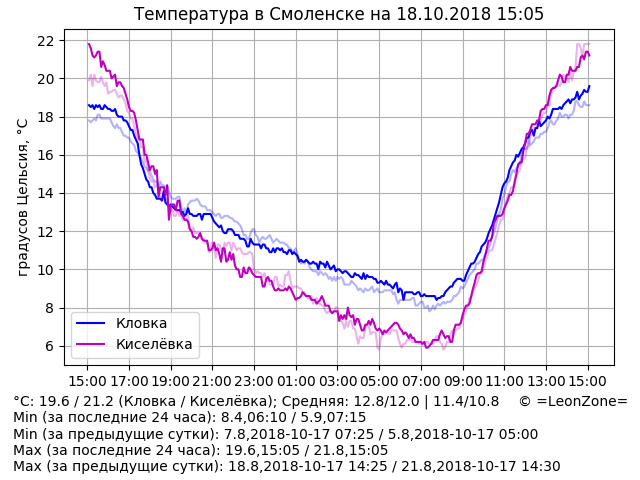 Температура в Смоленске на 18.10.2018 15:05
градусов Цельсия, °C
22
20
18
16
14
12
10
8
6
Кловка
Киселёвка
15:00 17:00 19:00 21:00 23:00 01:00 03:00 05:00 07:00 09:00 11:00 13:00 15:00
°C: 19.6 / 21.2 (Кловка / Киселёвка); Средняя: 12.8/12.0 | 11.4/10.8 © =LeonZone=
Min (за последние 24 часа): 8.4,06:10 / 5.9,07:15
Min (за предыдущие сутки): 7.8,2018-10-17 07:25 / 5.8,2018-10-17 05:00
Max (за последние 24 часа): 19.6,15:05 / 21.8,15:05
Max (за предыдущие сутки): 18.8,2018-10-17 14:25 / 21.8,2018-10-17 14:30